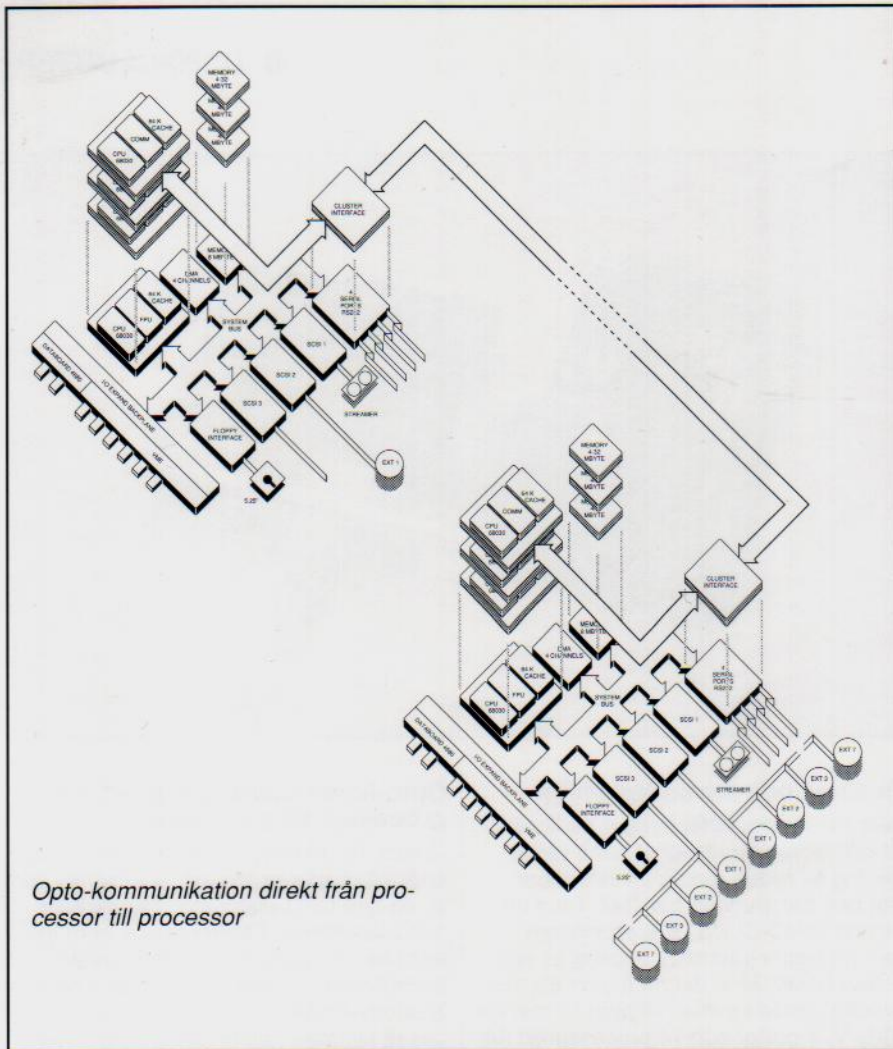 MEMORY
4-32
MBYTE
MBYTE
MBYTE
64 K
CACHE
COMM
CPU
68030
CLUSTER
INTERFACE
MEMORY
8 MBYTE
DMA
4 CHANNELS
64 K
CACHE
FPU
CPU
68030
SYSTEM
BUS
4
SERIAL
PORTS
RS232
SCSI 1
SCSI 2
SCSI 3
FLOPPY
INTERFACE
STREAMER
DATABOARD 4680
I/O EXPAND BACKPLANE
VME
5.25"
EXT 1
MEMORY
4-32
MBYTE
MBYTE
MBYTE
64 K
CACHE
COMM
CPU
68030
CLUSTER
INTERFACE
MEMORY
8 MBYTE
DMA
4 CHANNELS
64 K
CACHE
FPU
CPU
68030
SYSTEM
BUS
4
SERIAL
PORTS
RS232
SCSI 1
SCSI 2
SCSI 3
FLOPPY
INTERFACE
STREAMER
DATABOARD 4680
I/O EXPAND BACKPLANE
VME
5.25"
EXT 7
EXT 3
EXT 2
EXT 1
EXT 1
EXT 2
EXT 3
EXT 7
Opto-kommunikation direkt från pro-
cessor till processor